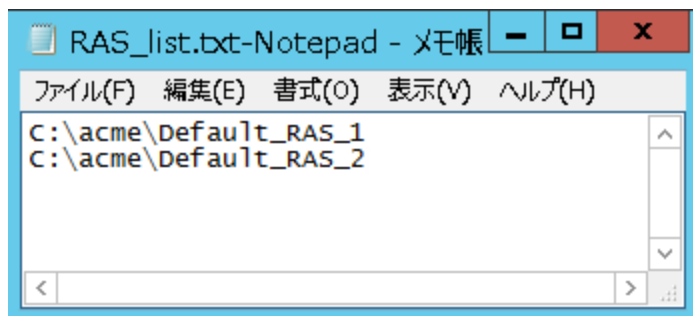 RAS_list.txt-Notepad - メモ帳
ファイル(F) 編集(E) 書式(O) 表示(V) ヘルプ(H)
C:\acme\Default_RAS_1
C:\acme\Default_RAS_2